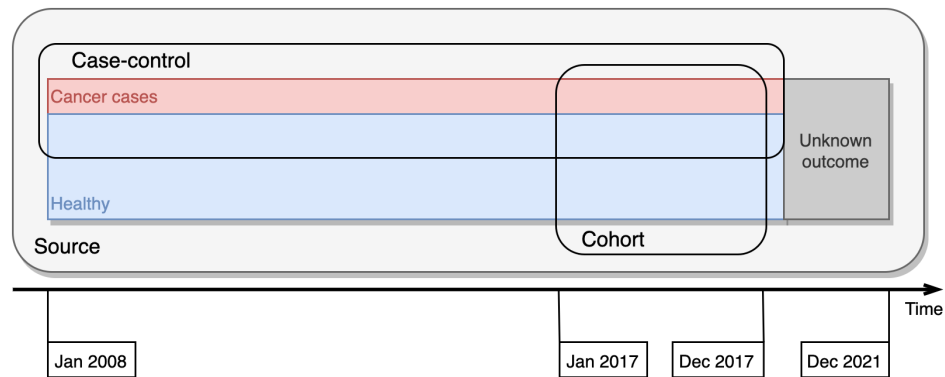 Case-control
Cancer cases
Unknown
outcome
Healthy
Source
Cohort
Time
Jan 2008
Jan 2017
Dec 2017
Dec 2021